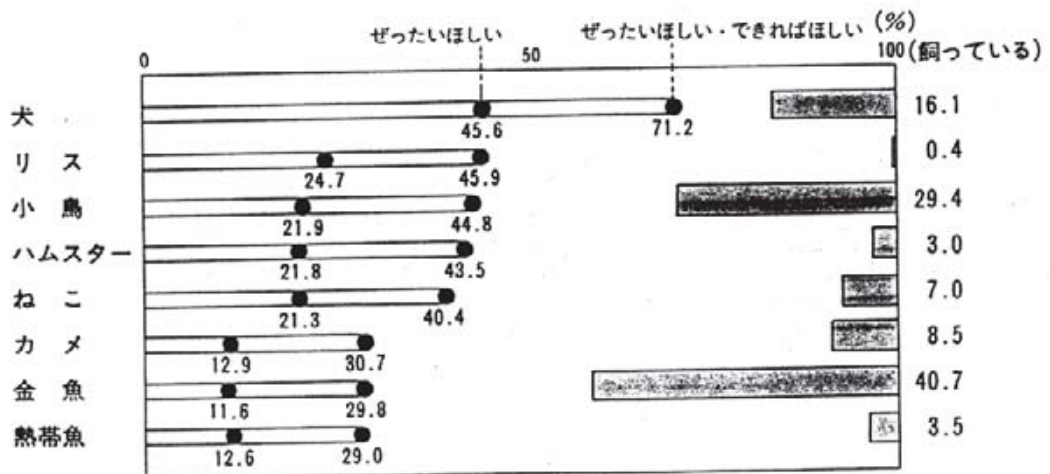 ぜったいほしい ぜったいほしい・できればほしい (%)
0 50 100 (飼っている)
犬 45.6 71.2 16.1
リス 24.7 45.9 0.4
小鳥 21.9 44.8 29.4
ハムスター 21.8 43.5 3.0
ねこ 21.3 40.4 7.0
カメ 12.9 30.7 8.5
金魚 11.6 29.8 40.7
熱帯魚 12.6 29.0 3.5